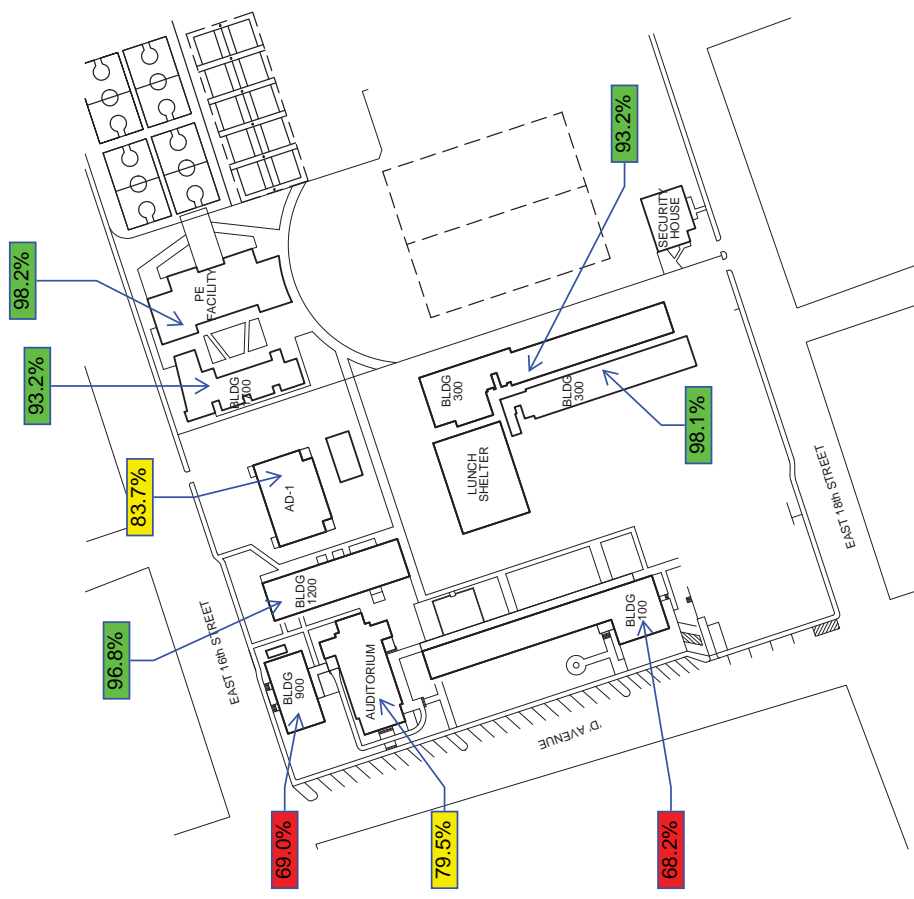 98.2%
93.2%
83.7%
96.8%
69.0%
79.5%
68.2%
98.1%
93.2%
PE
FACILITY
BLDG
AD-1
BLDG
1200
BLDG
900
AUDITORIUM
BLDG
100
LUNCH
SHELTER
BLDG
300
BLDG
300
SECURITY
HOUSE
EAST 16th STREET
'D' AVENUE
EAST 18th STREET